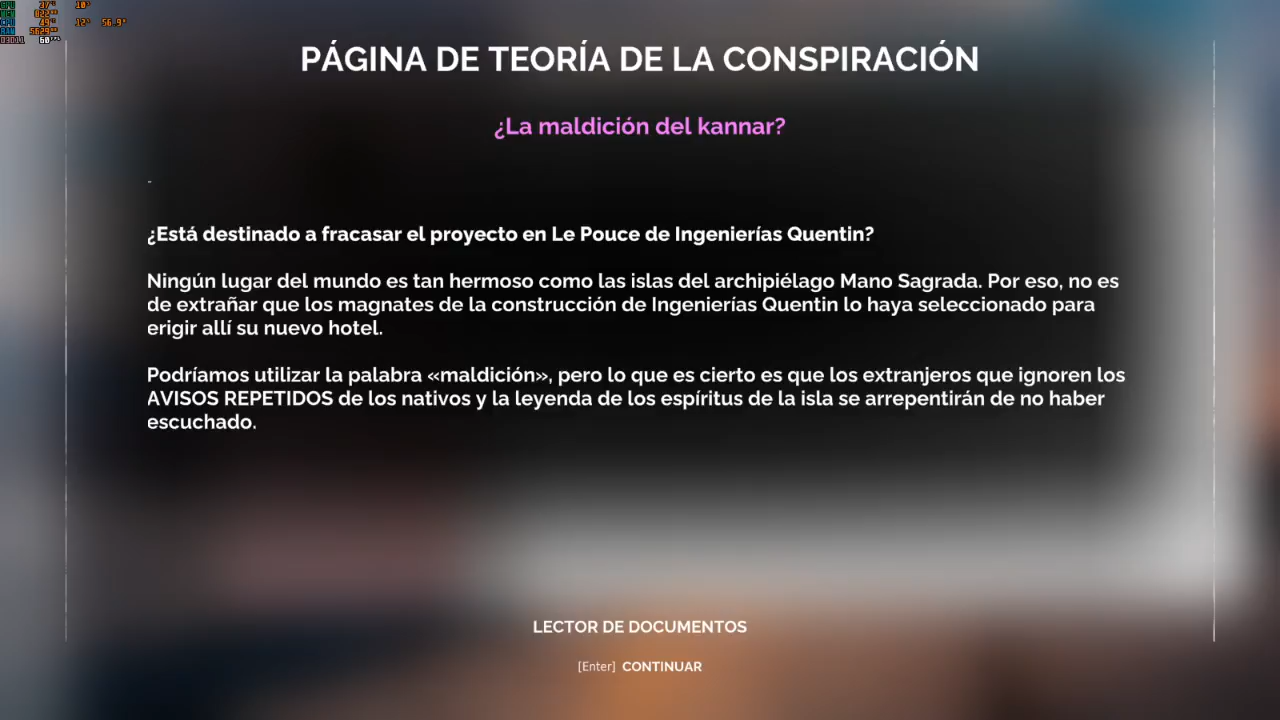 PÁGINA DE TEORÍA DE LA CONSPIRACIÓN
¿La maldición del kannar?
-
¿Está destinado a fracasar el proyecto en Le Pouce de Ingenierías Quentin?
Ningún lugar del mundo es tan hermoso como las islas del archipiélago Mano Sagrada. Por eso, no es
de extrañar que los magnates de la construcción de Ingenierías Quentin lo haya seleccionado para
erigir allí su nuevo hotel.
Podríamos utilizar la palabra «maldición», pero lo que es cierto es que los extranjeros que ignoren los
AVISOS REPETIDOS de los nativos y la leyenda de los espíritus de la isla se arrepentirán de no haber
escuchado.
LECTOR DE DOCUMENTOS
[Enter] CONTINUAR